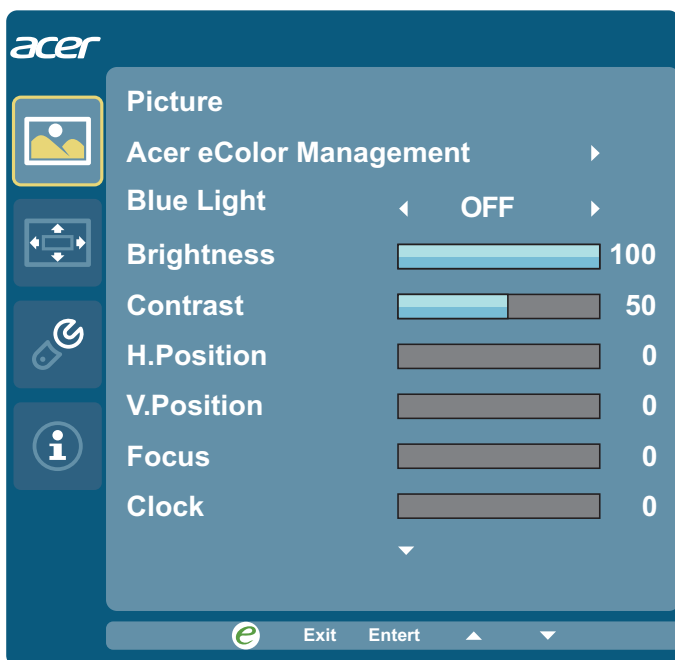 acer
Picture
Acer eColor Management
Blue Light OFF
Brightness 100
Contrast 50
H.Position 0
V.Position 0
Focus 0
Clock 0
e Exit Entert